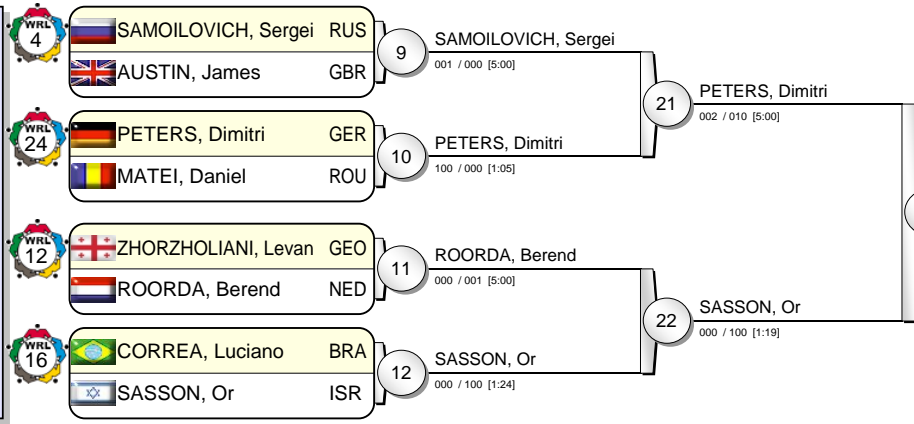 WRL
4
SAMOILOVICH, Sergei RUS
AUSTIN, James GBR
9
SAMOILOVICH, Sergei
001 / 000 [5:00]
WRL
24
PETERS, Dimitri GER
MATEI, Daniel ROU
10
PETERS, Dimitri
100 / 000 [1:05]
21
PETERS, Dimitri
002 / 010 [5:00]
WRL
12
ZHORZHOLIANI, Levan GEO
ROORDA, Berend NED
11
ROORDA, Berend
000 / 001 [5:00]
WRL
16
CORREA, Luciano BRA
SASSON, Or ISR
12
SASSON, Or
000 / 100 [1:24]
22
SASSON, Or
000 / 100 [1:19]